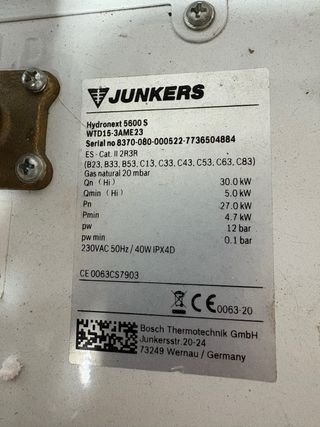 JUNKERS
Hydronext 5600 S
WTD15-3AME23
Serial no 8370-080-000522-7736504884
ES - Cat. II 2R3R
(B23, B33, B53, C13, C33, C43, C53, C63, C83)
Gas natural 20 mbar
Qn (Hi) 30.0 kW
Qmin (Hi) 5.0 kW
Pn -27.0 kW
Pmin 4.7 kW
pw 12 bar
pw min 0.1 bar
230VAC 50Hz / 40W IPX4D
CE 0063CS7903
CE 0063-20
Bosch Thermotechnik GmbH
Junkersstr.20-24
73249 Wernau / Germany